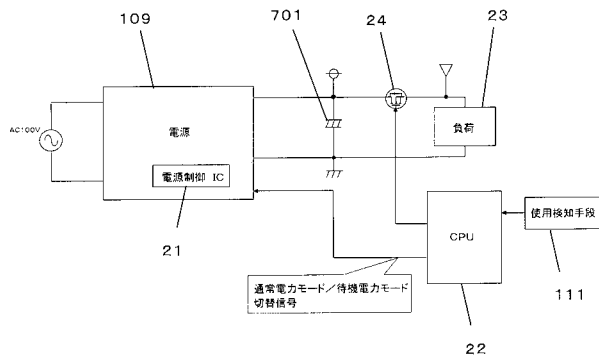 109
701
24
23
AC100V
電源
電源制御 IC
負荷
21
CPU
使用検知手段
通常電力モード／待機電力モード
切替信号
22
111